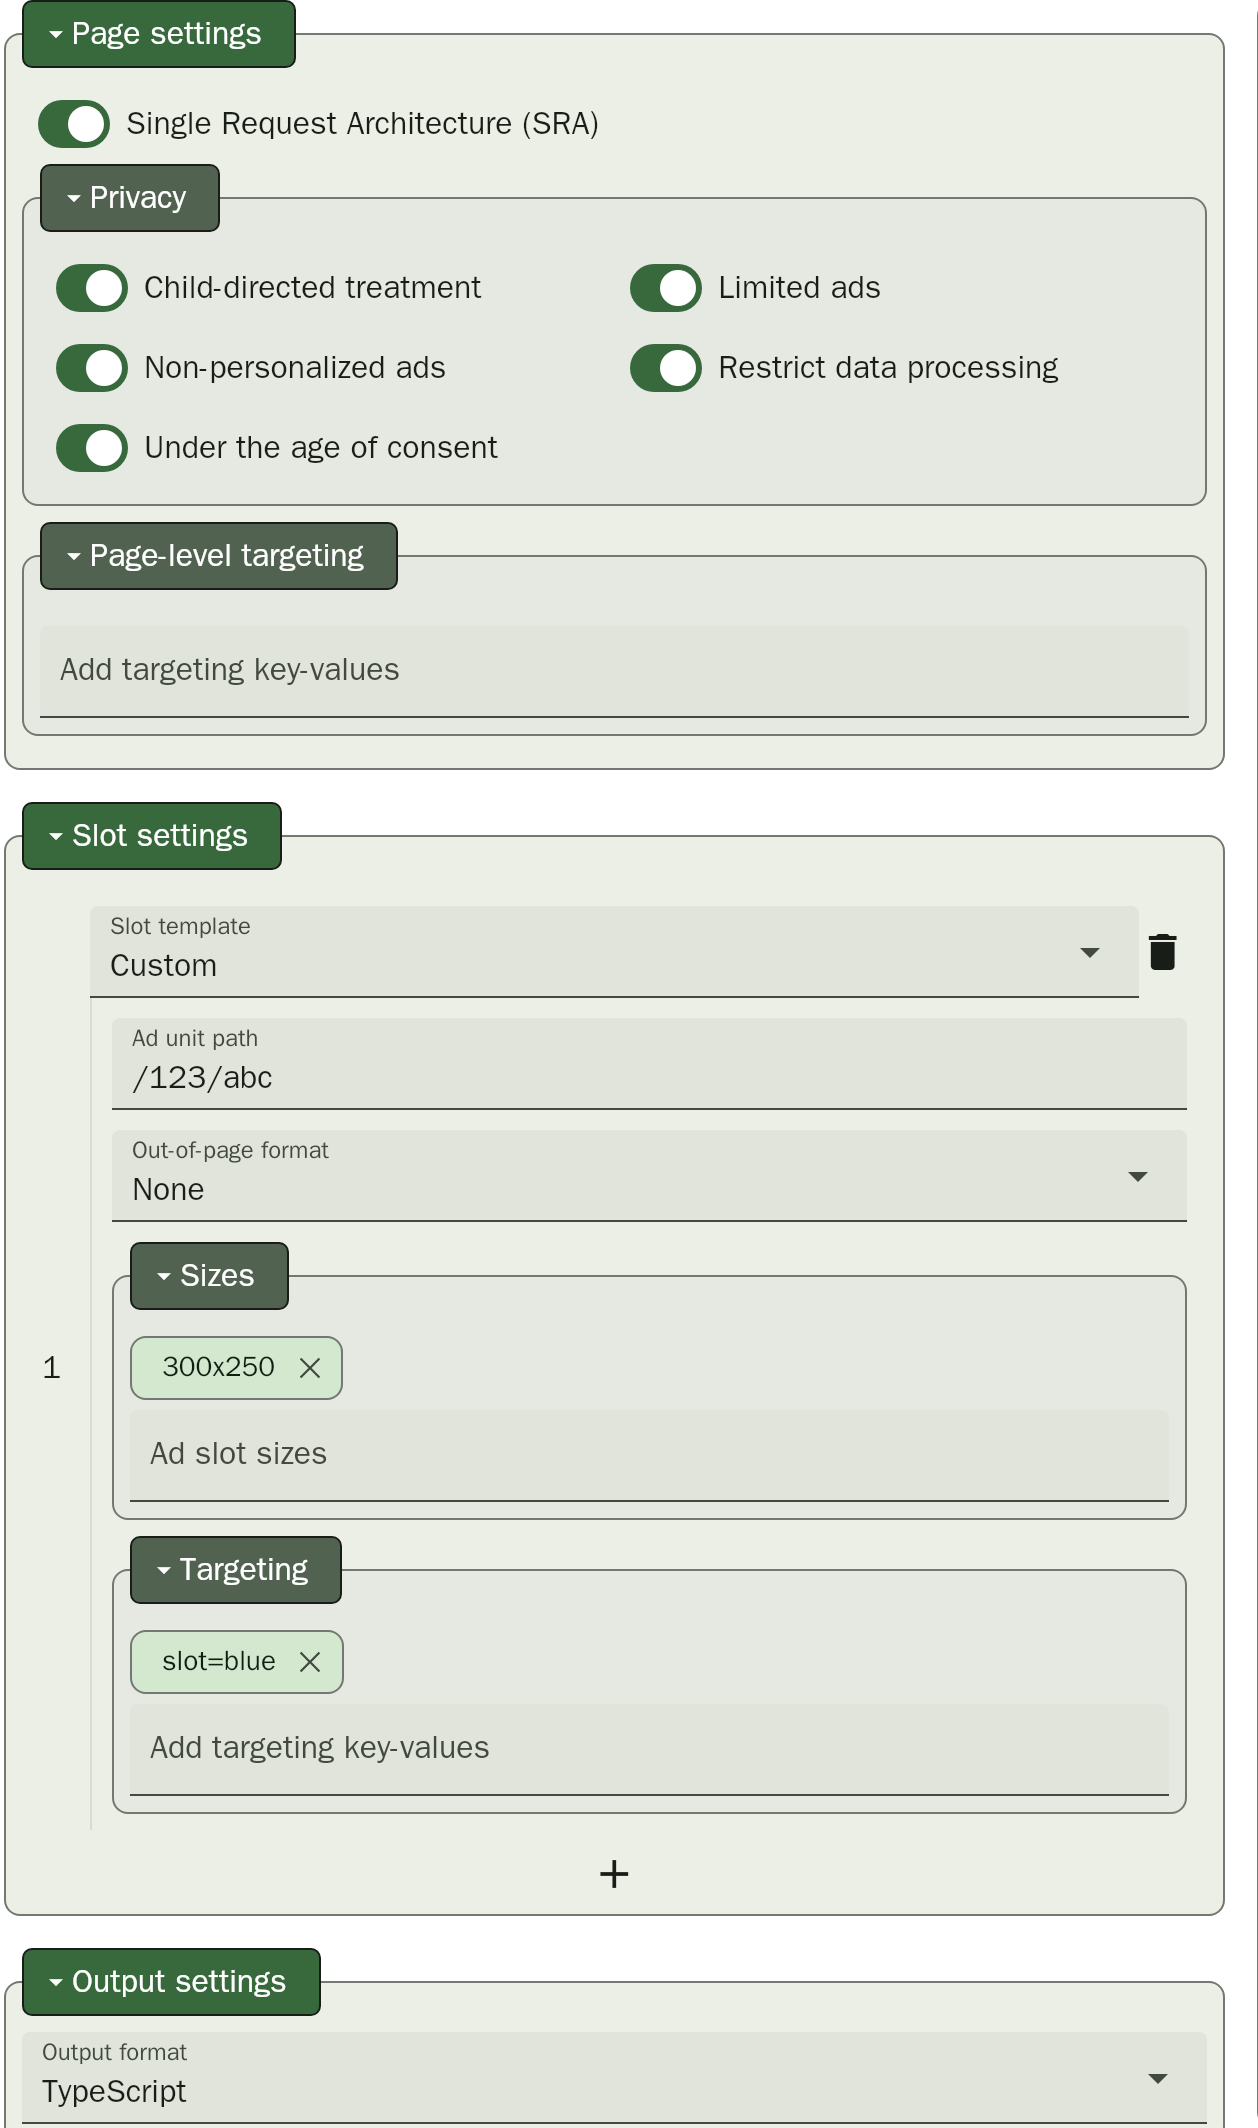 Page settings
Single Request Architecture (SRA)
Privacy
Child-directed treatment
Limited ads
Non-personalized ads
Restrict data processing
Under the age of consent
Page-level targeting
Add targeting key-values
Slot settings
Slot template
Custom
Ad unit path
/123/abc
Out-of-page format
None
Sizes
1
300x250
Ad slot sizes
Targeting
slot=blue
Add targeting key-values
Output settings
Output format
TypeScript